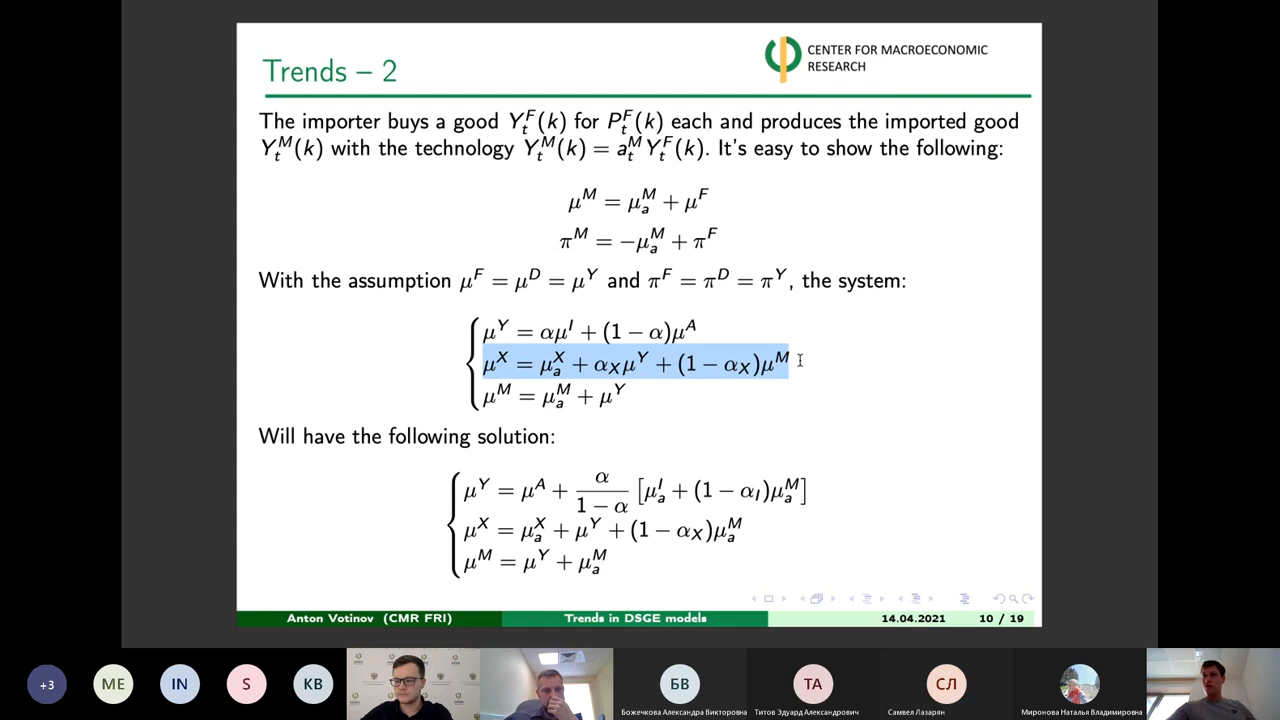 Trends – 2
CENTER FOR MACROECONOMIC
RESEARCH
The importer buys a good Y_t^F(k) for P_t^F(k) each and produces the imported good
Y_t^M(k) with the technology Y_t^M(k) = a_t^M Y_t^F(k). It's easy to show the following:
μ^M = μ_a^M + μ^F
π^M = −μ_a^M + π^F
With the assumption μ^F = μ^D = μ^Y and π^F = π^D = π^Y, the system:
μ^Y = αμ^I + (1 − α)μ^A
μ^X = μ_a^X + α_X μ^Y + (1 − α_X)μ^M
μ^M = μ_a^M + μ^Y
Will have the following solution:
μ^Y = μ^A + α/(1 − α) [μ_a^I + (1 − α_I)μ_a^M]
μ^X = μ_a^X + μ^Y + (1 − α_X)μ_a^M
μ^M = μ^Y + μ_a^M
Anton Votinov (CMR FRI) Trends in DSGE models 14.04.2021 10 / 19
+3 ME IN S КВ БВ ТА СЛ
Божечкова Александра Викторовна Титов Эдуард Александрович Самвел Лазарян Миронова Наталья Владимировна